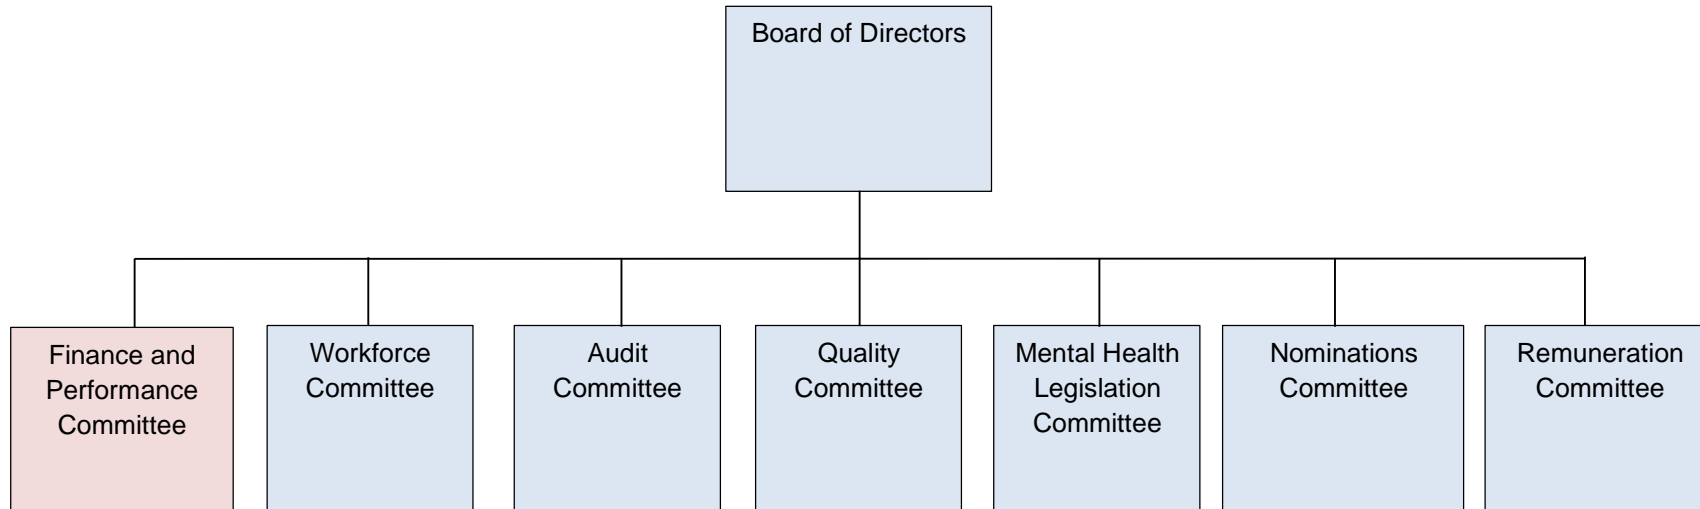 Board of Directors
Finance and
Performance
Committee
Workforce
Committee
Audit
Committee
Quality
Committee
Mental Health
Legislation
Committee
Nominations
Committee
Remuneration
Committee